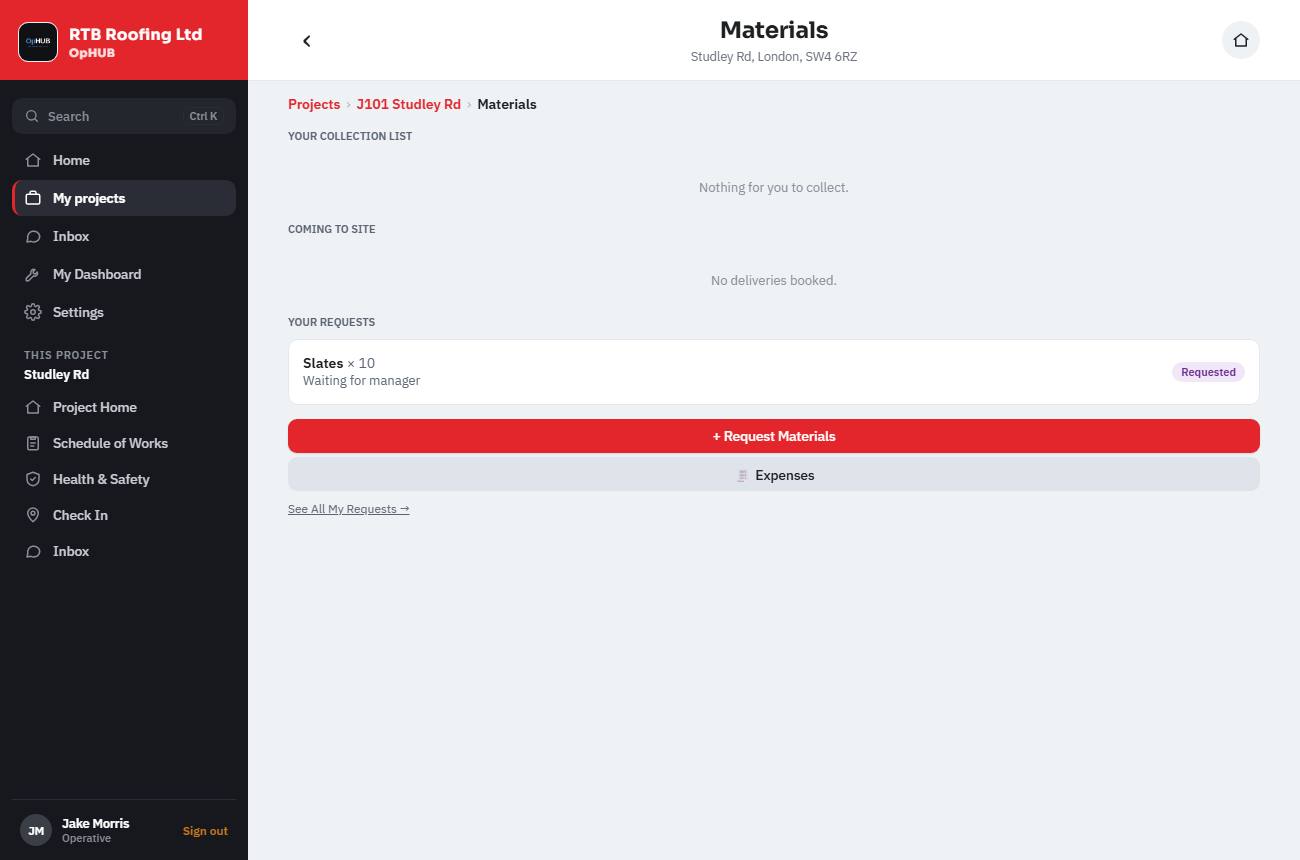 OpHUB
RTB Roofing Ltd
OpHUB
Search Ctrl K
Home
My projects
Inbox
My Dashboard
Settings
THIS PROJECT
Studley Rd
Project Home
Schedule of Works
Health & Safety
Check In
Inbox
JM
Jake Morris
Operative
Sign out
Materials
Studley Rd, London, SW4 6RZ
Projects › J101 Studley Rd › Materials
YOUR COLLECTION LIST
Nothing for you to collect.
COMING TO SITE
No deliveries booked.
YOUR REQUESTS
Slates × 10
Waiting for manager
Requested
+ Request Materials
Expenses
See All My Requests →